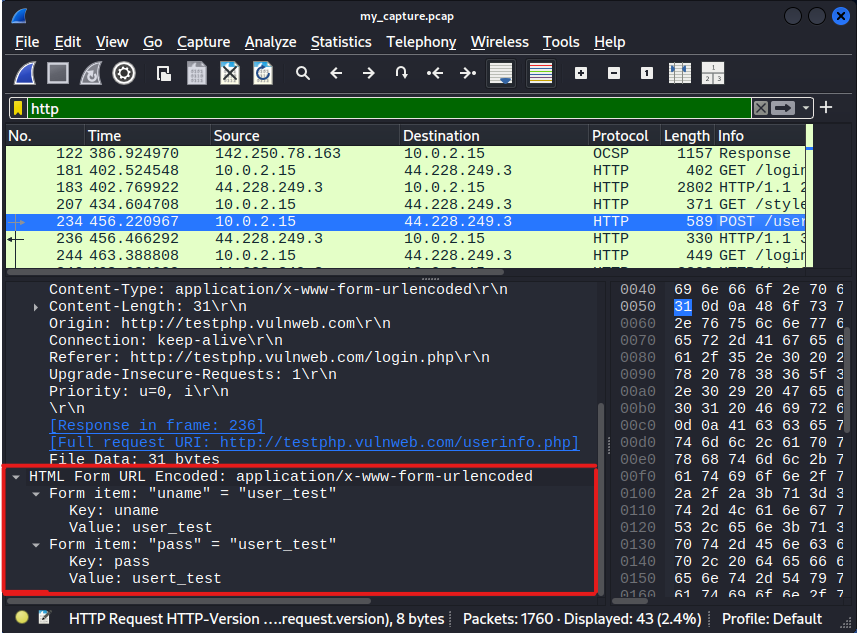 my_capture.pcap
File Edit View Go Capture Analyze Statistics Telephony Wireless Tools Help
http
No. Time Source Destination Protocol Length Info
122 386.924970 142.250.78.163 10.0.2.15 OCSP 1157 Response
181 402.524548 10.0.2.15 44.228.249.3 HTTP 402 GET /login
183 402.769922 44.228.249.3 10.0.2.15 HTTP 2802 HTTP/1.1 2
207 434.604708 10.0.2.15 44.228.249.3 HTTP 371 GET /style
234 456.220967 10.0.2.15 44.228.249.3 HTTP 589 POST /user
236 456.466292 44.228.249.3 10.0.2.15 HTTP 330 HTTP/1.1 3
244 463.388808 10.0.2.15 44.228.249.3 HTTP 449 GET /login
Content-Type: application/x-www-form-urlencoded\r\n
Content-Length: 31\r\n
Origin: http://testphp.vulnweb.com\r\n
Connection: keep-alive\r\n
Referer: http://testphp.vulnweb.com/login.php\r\n
Upgrade-Insecure-Requests: 1\r\n
Priority: u=0, i\r\n
\r\n
[Response in frame: 236]
[Full request URI: http://testphp.vulnweb.com/userinfo.php]
File Data: 31 bytes
HTML Form URL Encoded: application/x-www-form-urlencoded
Form item: "uname" = "user_test"
Key: uname
Value: user_test
Form item: "pass" = "usert_test"
Key: pass
Value: usert_test
0040 69 6e 66 6f 2e 70 6
0050 31 0d 0a 48 6f 73 7
0060 2e 76 75 6c 6e 77 6
0070 65 72 2d 41 67 65 6
0080 61 2f 35 2e 30 20 2
0090 78 20 78 38 36 5f 3
00a0 2e 30 29 20 47 65 6
00b0 30 31 20 46 69 72 6
00c0 0d 0a 41 63 63 65 7
00d0 74 6d 6c 2c 61 70 7
00e0 78 68 74 6d 6c 2b 7
00f0 61 74 69 6f 6e 2f 7
0100 2a 2f 2a 3b 71 3d 3
0110 74 2d 4c 61 6e 67 7
0120 53 2c 65 6e 3b 71 3
0130 70 74 2d 45 6e 63 6
0140 70 2c 20 64 65 66 6
0150 65 6e 74 2d 54 79 7
0160 61 74 69 6f 6e 2f 7
HTTP Request HTTP-Version ....request.version), 8 bytes Packets: 1760 · Displayed: 43 (2.4%) Profile: Default